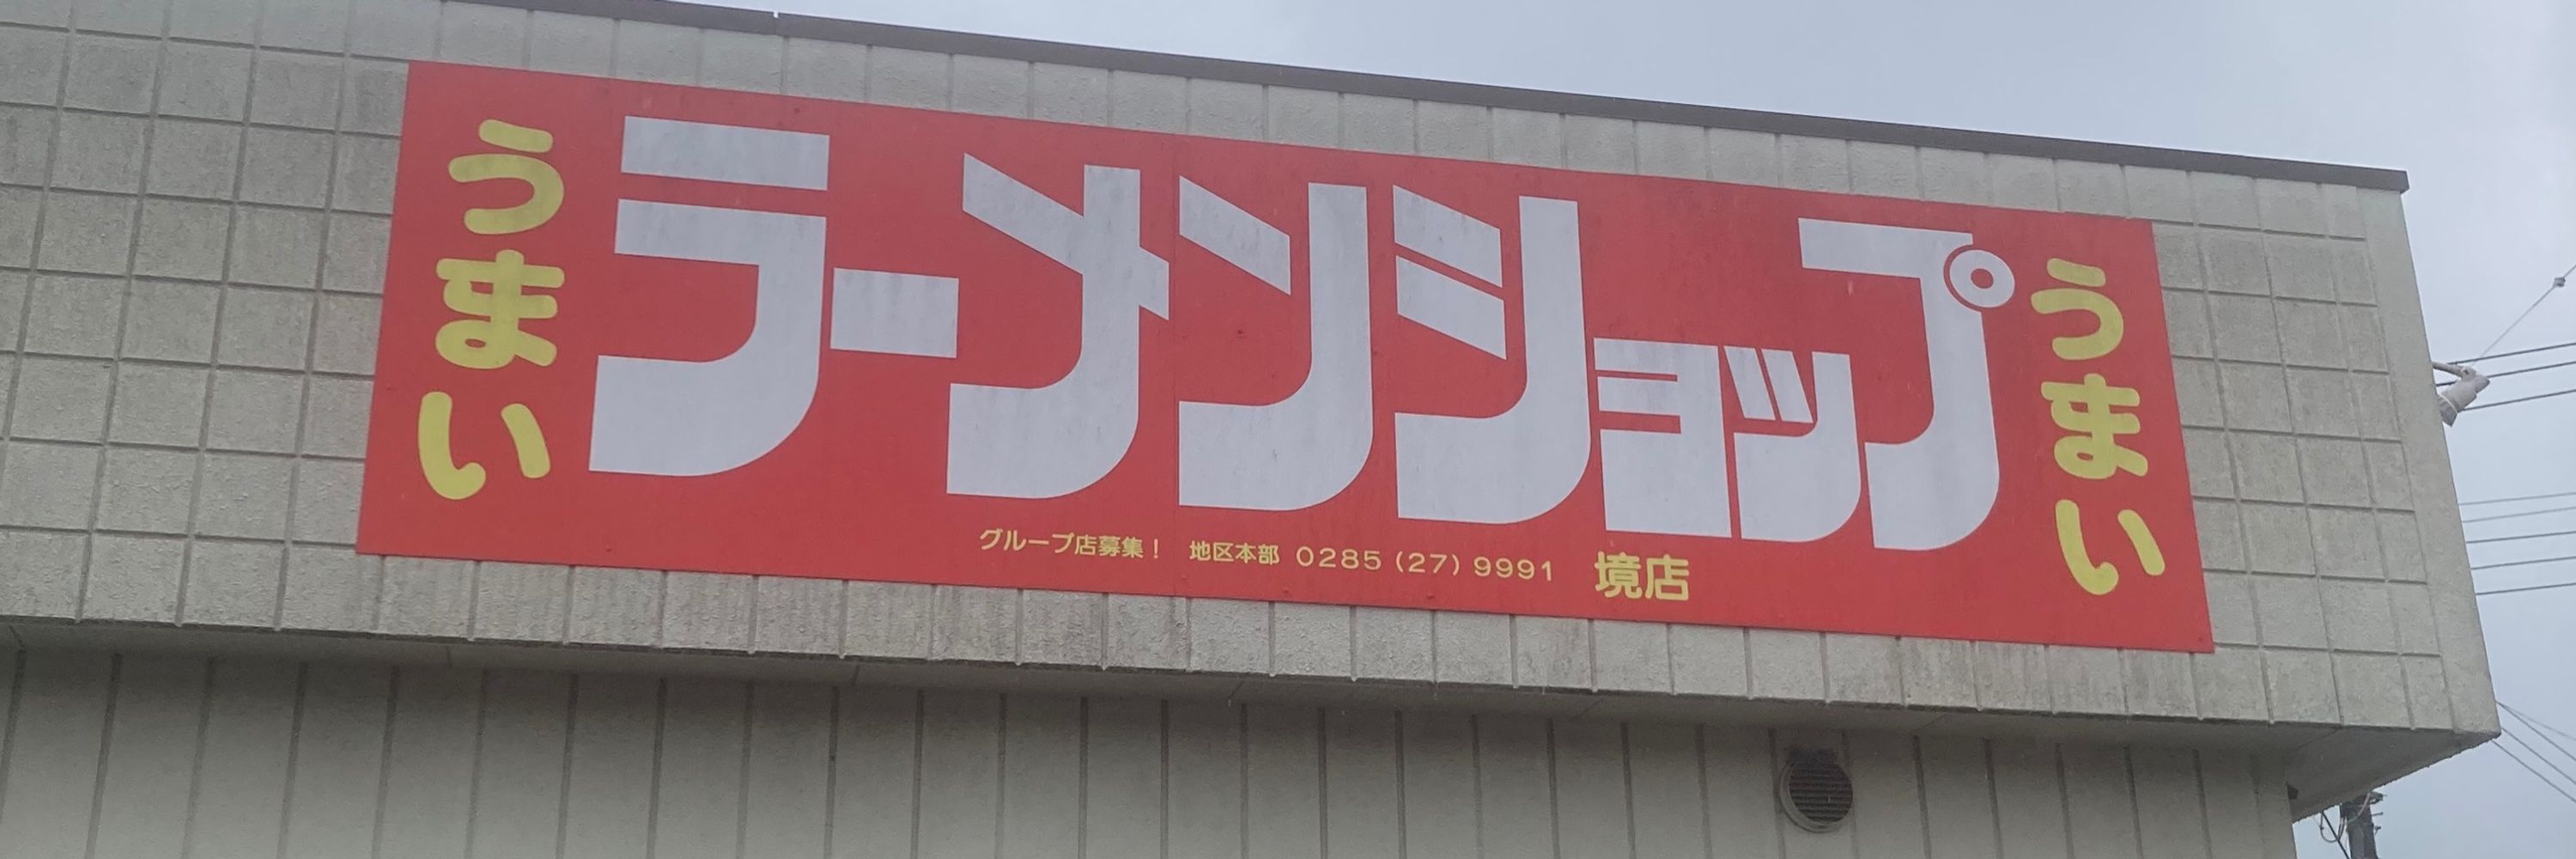 うまい
ラーメンショップ
うまい
グループ店募集! 地区本部 0285(27)9991 境店